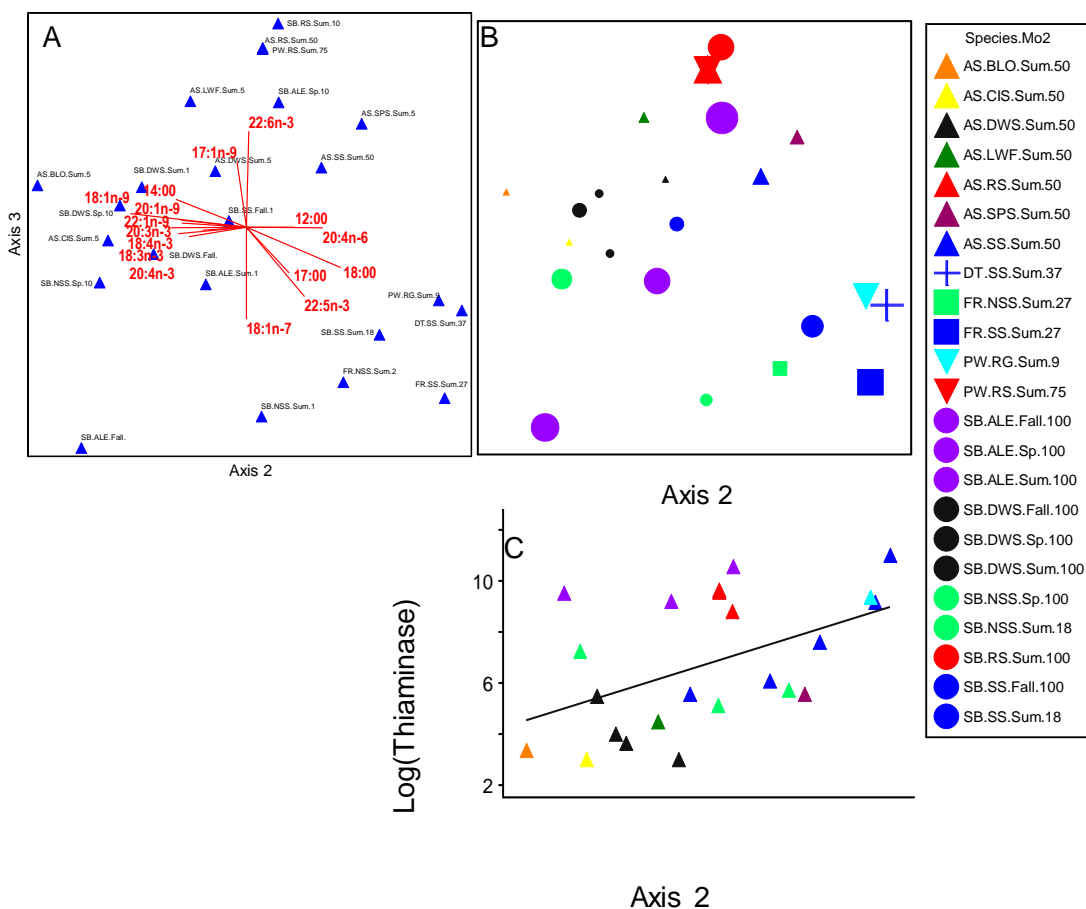 A
SB.RS.Sum.10
AS.RS.Sum.50
PW.RS.Sum.75
AS.LWF.Sum.5
SB.ALE.Sp.10
AS.SPS.Sum.5
22:6n-3
17:1n-9
AS.DWS.Sum.5
AS.SS.Sum.50
AS.BLO.Sum.5
SB.DWS.Sum.1
18:1n-9
14:00
SB.DWS.Sp.10
20:1n-9
SB.SS.Fall.1
22:1n-9
12:00
20:3n-3
20:4n-6
AS.CIS.Sum.5
18:4n-3
18:3n-3
SB.DWS.Fall.
18:00
20:4n-3
17:00
SB.NSS.Sp.10
SB.ALE.Sum.1
22:5n-3
PW.RG.Sum.9
DT.SS.Sum.37
18:1n-7
SB.SS.Sum.18
FR.NSS.Sum.2
FR.SS.Sum.27
SB.NSS.Sum.1
SB.ALE.Fall.
Axis 3
Axis 2
B
Axis 2
Species.Mo2
AS.BLO.Sum.50
AS.CIS.Sum.50
AS.DWS.Sum.50
AS.LWF.Sum.50
AS.RS.Sum.50
AS.SPS.Sum.50
AS.SS.Sum.50
DT.SS.Sum.37
FR.NSS.Sum.27
FR.SS.Sum.27
PW.RG.Sum.9
PW.RS.Sum.75
SB.ALE.Fall.100
SB.ALE.Sp.100
SB.ALE.Sum.100
SB.DWS.Fall.100
SB.DWS.Sp.100
SB.DWS.Sum.100
SB.NSS.Sp.100
SB.NSS.Sum.18
SB.RS.Sum.100
SB.SS.Fall.100
SB.SS.Sum.18
C
10
6
2
Log(Thiaminase)
Axis 2